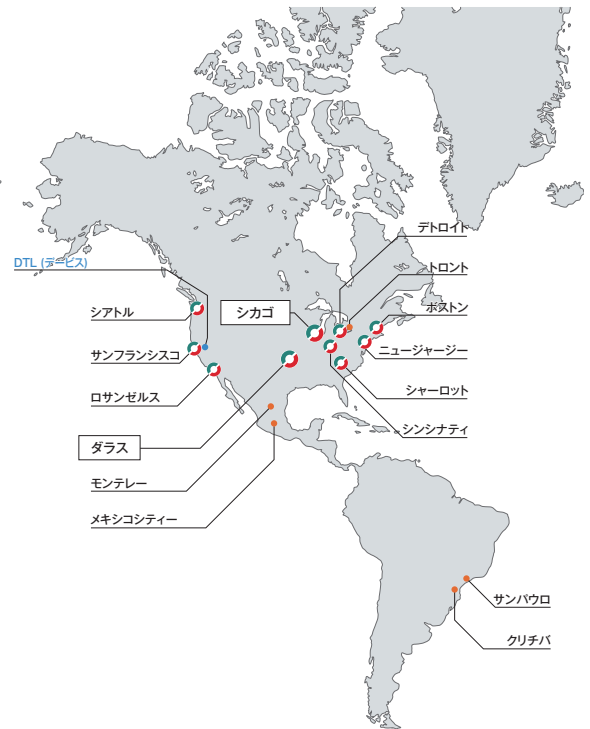 デトロイト
DTL (デービス)
トロント
シアトル
シカゴ
ボストン
サンフランシスコ
ニュージャージー
ロサンゼルス
シャーロット
シンシナティ
ダラス
モンテレー
メキシコシティー
サンパウロ
クリチバ